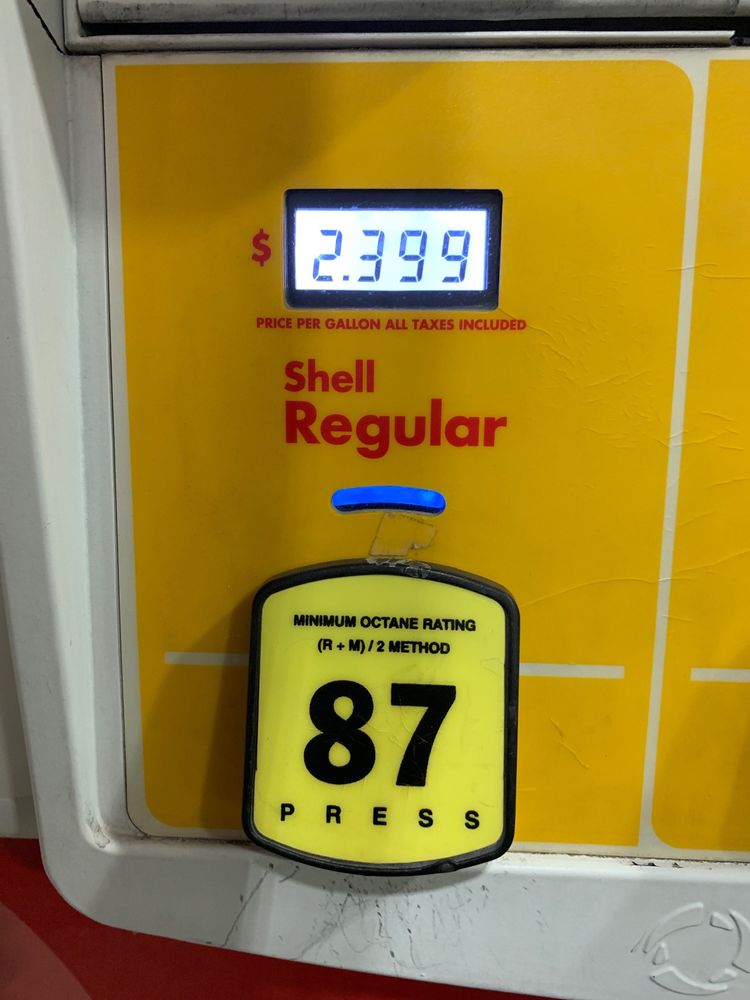 $ 2.399
PRICE PER GALLON ALL TAXES INCLUDED
Shell
Regular
MINIMUM OCTANE RATING
(R + M) / 2 METHOD
87
PRESS